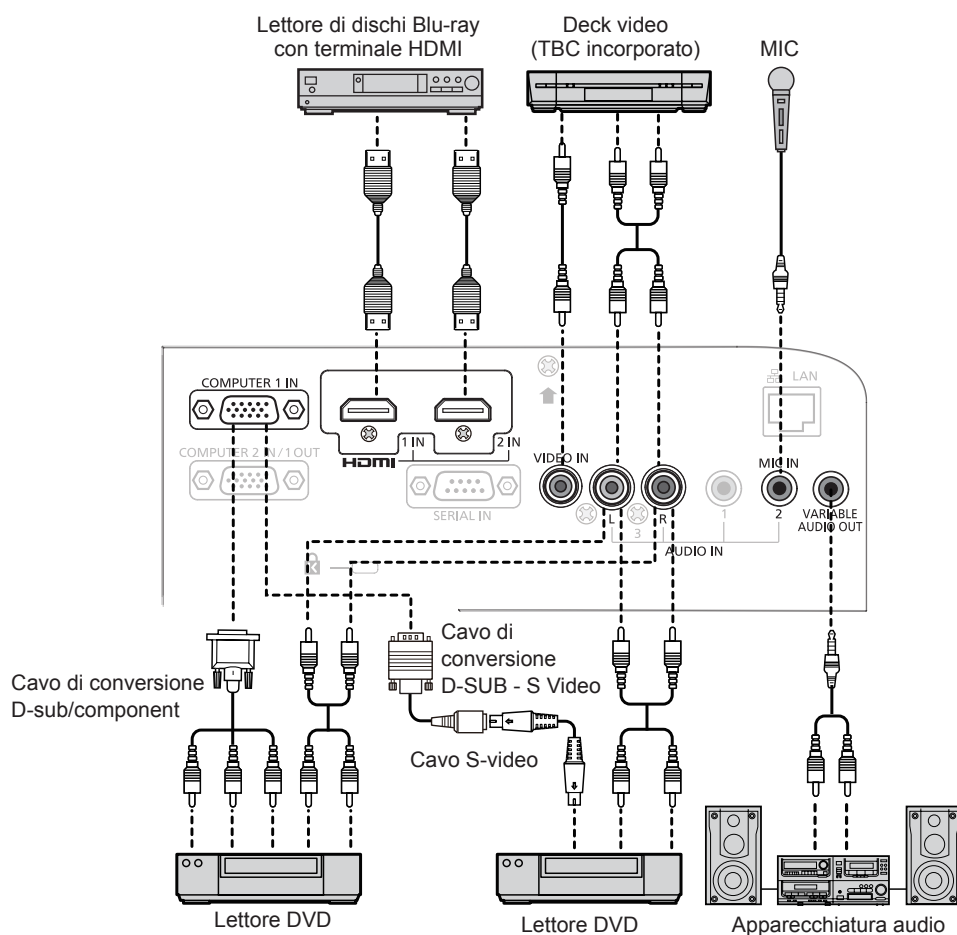 Lettore di dischi Blu-ray
con terminale HDMI
Deck video
(TBC incorporato)
MIC
COMPUTER 1 IN
COMPUTER 2 IN / 1 OUT
HDMI
1 IN
2 IN
SERIAL IN
VIDEO IN
L
R
3
1
2
AUDIO IN
LAN
MIC IN
VARIABLE
AUDIO OUT
K
Cavo di conversione
D-sub/component
Cavo di
conversione
D-SUB - S Video
Cavo S-video
Lettore DVD
Lettore DVD
Apparecchiatura audio